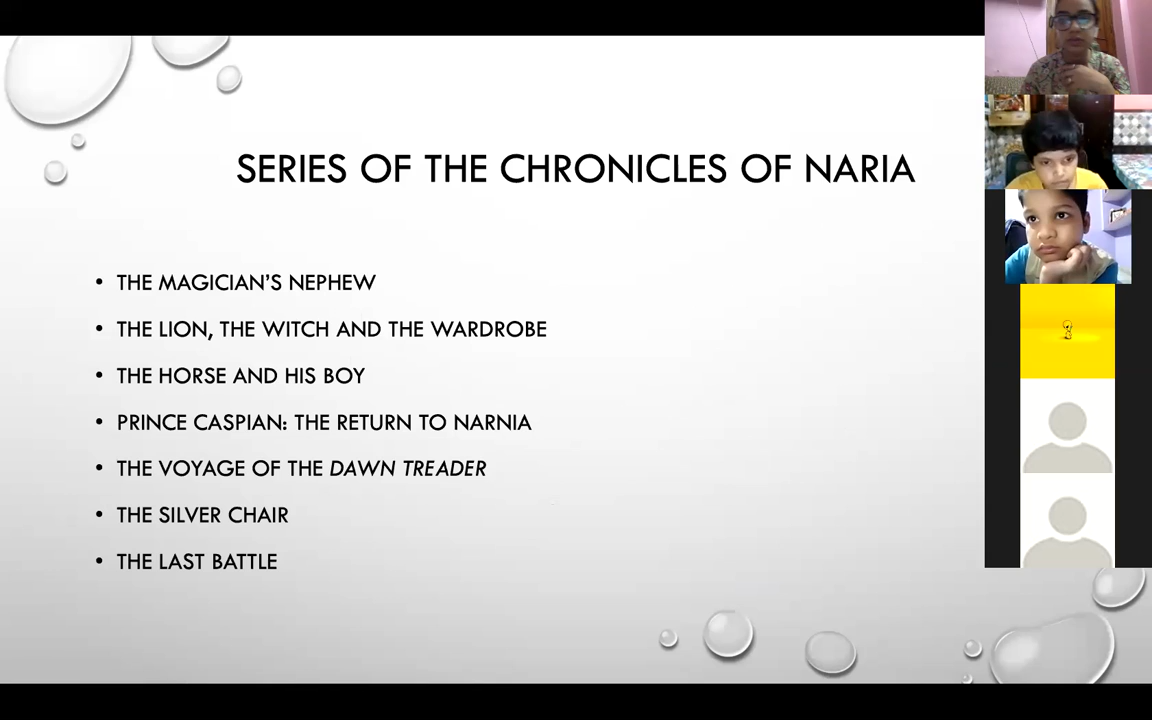 SERIES OF THE CHRONICLES OF NARIA
• THE MAGICIAN'S NEPHEW
• THE LION, THE WITCH AND THE WARDROBE
• THE HORSE AND HIS BOY
• PRINCE CASPIAN: THE RETURN TO NARNIA
• THE VOYAGE OF THE DAWN TREADER
• THE SILVER CHAIR
• THE LAST BATTLE